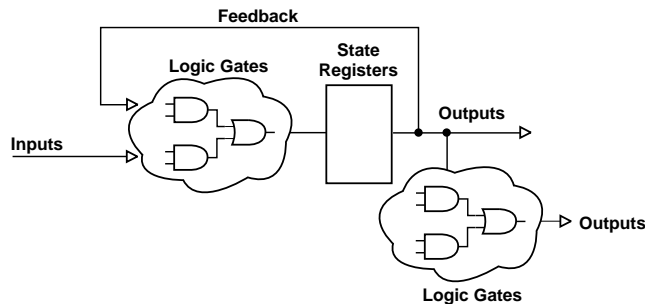 Feedback
State
Registers
Logic Gates
Outputs
Inputs
Outputs
Logic Gates